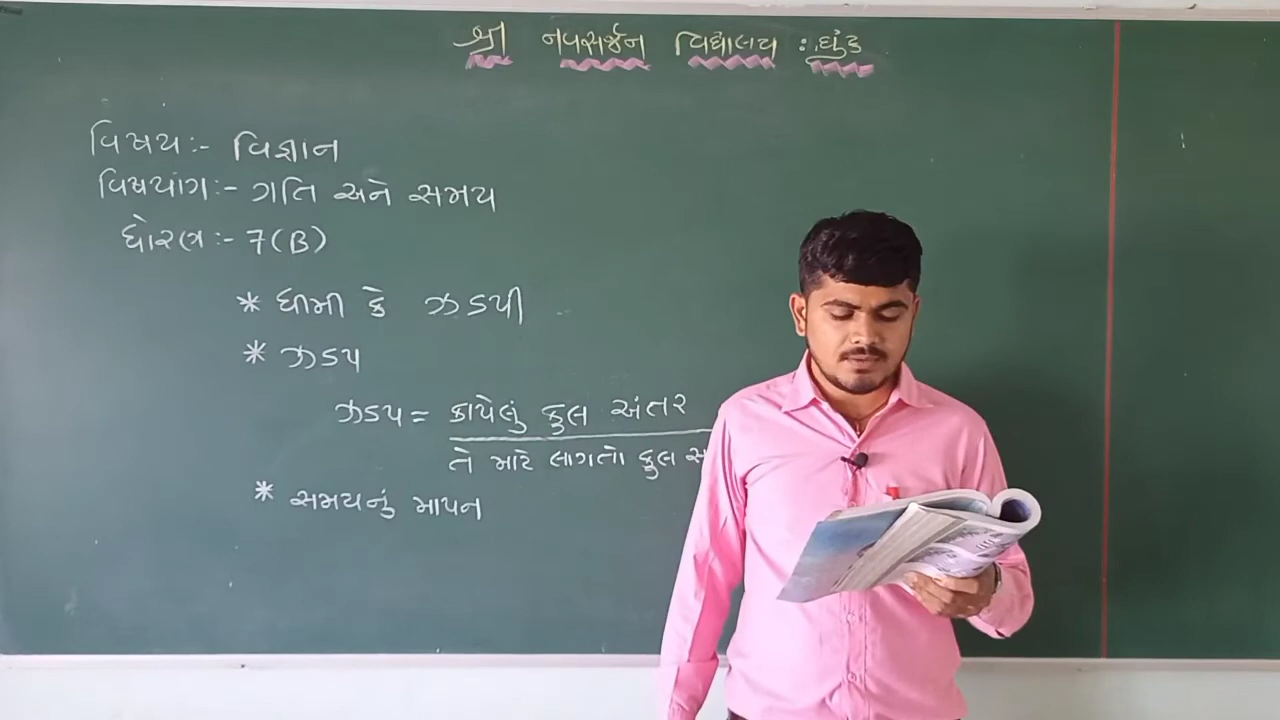 શ્રી નવસર્જન વિદ્યાલય : ઘુંટ
વિષય:- વિજ્ઞાન
વિષયાંગ:- ગતિ અને સમય
ધોરણ:- 7(B)
* ધીમી કે ઝડપી
* ઝડપ
ઝડપ = કાપેલું કુલ અંતર
તે માટે લાગતો કુલ સ
* સમયનું માપન